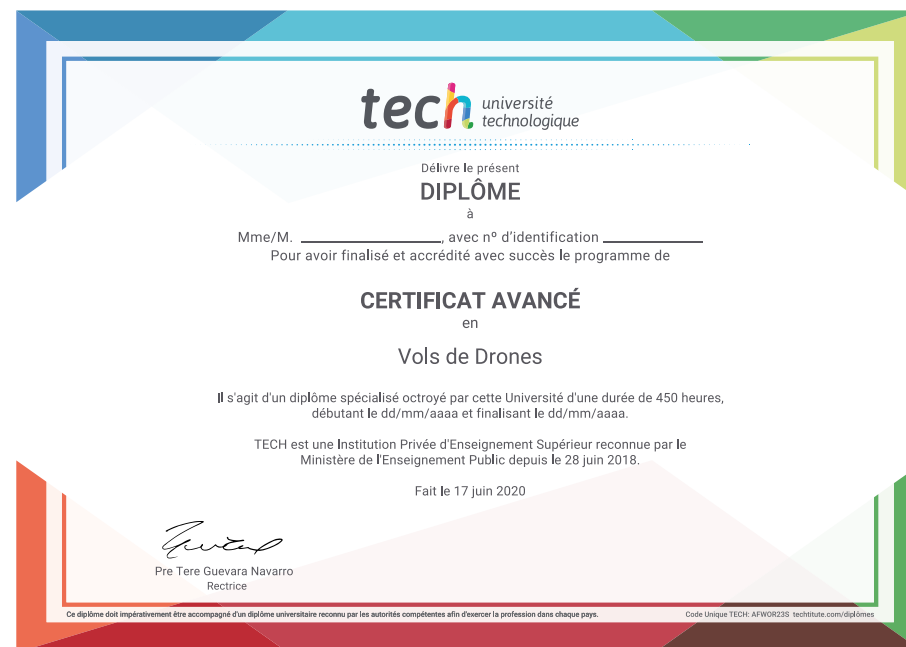 tech université
technologique
Délivre le présent
DIPLÔME
à
Mme/M. ____________________, avec nº d'identification ______________
Pour avoir finalisé et accrédité avec succès le programme de
CERTIFICAT AVANCÉ
en
Vols de Drones
Il s'agit d'un diplôme spécialisé octroyé par cette Université d'une durée de 450 heures,
débutant le dd/mm/aaaa et finalisant le dd/mm/aaaa.
TECH est une Institution Privée d'Enseignement Supérieur reconnue par le
Ministère de l'Enseignement Public depuis le 28 juin 2018.
Fait le 17 juin 2020
Pre Tere Guevara Navarro
Rectrice
Ce diplôme doit impérativement être accompagné d'un diplôme universitaire reconnu par les autorités compétentes afin d'exercer la profession dans chaque pays.
Code Unique TECH: AFWOR23S techtitute.com/diplômes